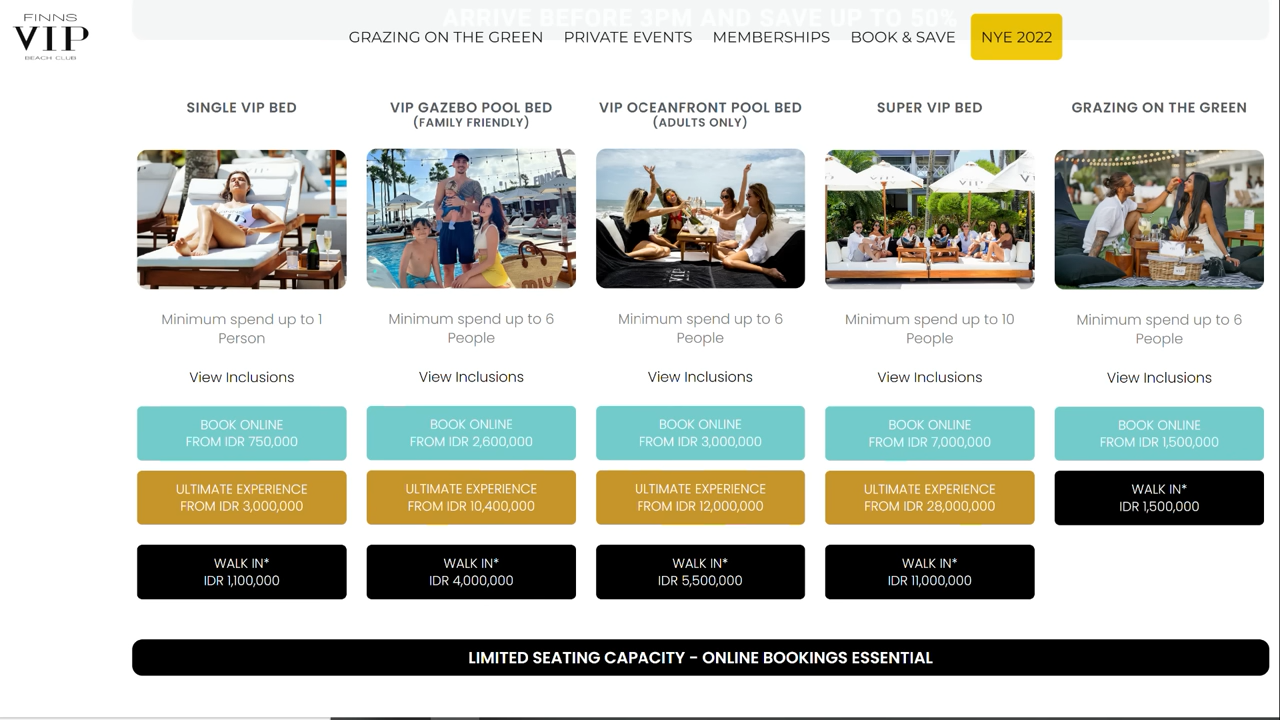 FINNS
VIP
BEACH CLUB
ARRIVE BEFORE 3PM AND SAVE UP TO 50%
GRAZING ON THE GREEN PRIVATE EVENTS MEMBERSHIPS BOOK & SAVE NYE 2022
SINGLE VIP BED
VIP GAZEBO POOL BED
(FAMILY FRIENDLY)
VIP OCEANFRONT POOL BED
(ADULTS ONLY)
SUPER VIP BED
GRAZING ON THE GREEN
Minimum spend up to 1
Person
Minimum spend up to 6
People
Minimum spend up to 6
People
Minimum spend up to 10
People
Minimum spend up to 6
People
View Inclusions
View Inclusions
View Inclusions
View Inclusions
View Inclusions
BOOK ONLINE
FROM IDR 750,000
BOOK ONLINE
FROM IDR 2,600,000
BOOK ONLINE
FROM IDR 3,000,000
BOOK ONLINE
FROM IDR 7,000,000
BOOK ONLINE
FROM IDR 1,500,000
ULTIMATE EXPERIENCE
FROM IDR 3,000,000
ULTIMATE EXPERIENCE
FROM IDR 10,400,000
ULTIMATE EXPERIENCE
FROM IDR 12,000,000
ULTIMATE EXPERIENCE
FROM IDR 28,000,000
WALK IN*
IDR 1,500,000
WALK IN*
IDR 1,100,000
WALK IN*
IDR 4,000,000
WALK IN*
IDR 5,500,000
WALK IN*
IDR 11,000,000
LIMITED SEATING CAPACITY - ONLINE BOOKINGS ESSENTIAL